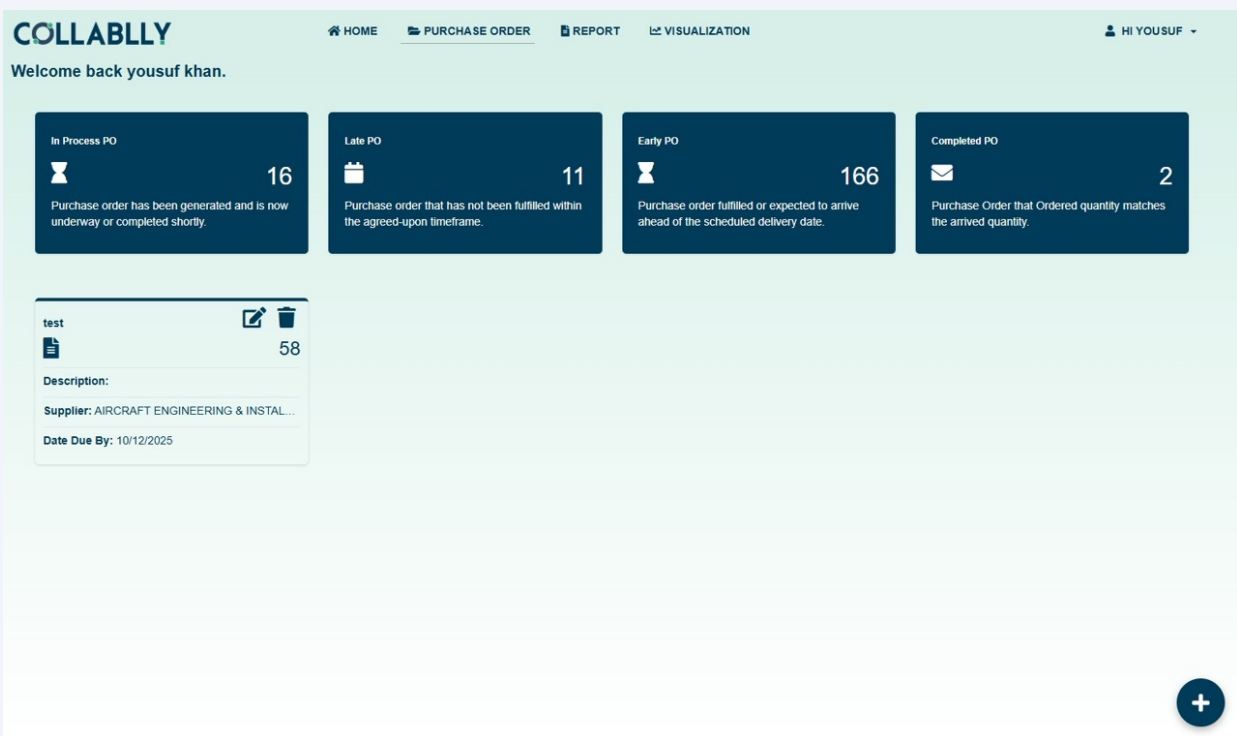 COLLABLLY HOME PURCHASE ORDER REPORT VISUALIZATION HI YOUSUF
Welcome back yousuf khan.
In Process PO
16
Purchase order has been generated and is now
underway or completed shortly.
Late PO
11
Purchase order that has not been fulfilled within
the agreed-upon timeframe.
Early PO
166
Purchase order fulfilled or expected to arrive
ahead of the scheduled delivery date.
Completed PO
2
Purchase Order that Ordered quantity matches
the arrived quantity.
test
58
Description:
Supplier: AIRCRAFT ENGINEERING & INSTAL...
Date Due By: 10/12/2025